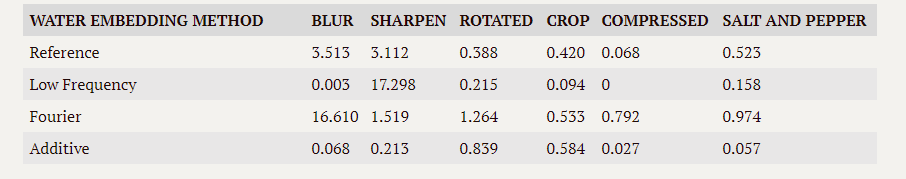 WATER EMBEDDING METHOD BLUR SHARPEN ROTATED CROP COMPRESSED SALT AND PEPPER
Reference 3.513 3.112 0.388 0.420 0.068 0.523
Low Frequency 0.003 17.298 0.215 0.094 0 0.158
Fourier 16.610 1.519 1.264 0.533 0.792 0.974
Additive 0.068 0.213 0.839 0.584 0.027 0.057